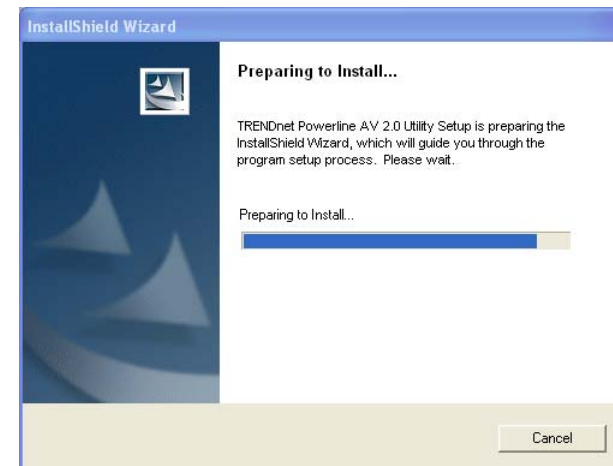 InstallShield Wizard
Preparing to Install...
TRENDnet Powerline AV 2.0 Utility Setup is preparing the
InstallShield Wizard, which will guide you through the
program setup process.  Please wait.
Preparing to Install...
Cancel